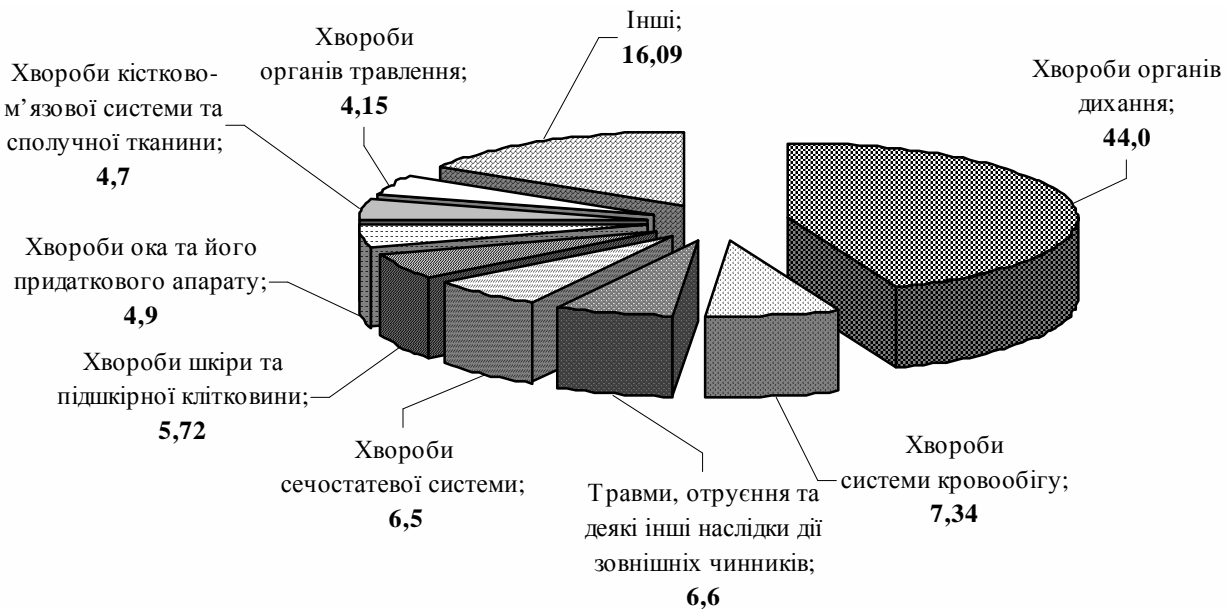 Інші;
16,09
Хвороби
органів травлення;
4,15
Хвороби органів
дихання;
44,0
Хвороби кістково-
м’язової системи та
сполучної тканини;
4,7
Хвороби ока та його
придаткового апарату;
4,9
Хвороби шкіри та
підшкірної клітковини;
5,72
Хвороби
сечостатевої системи;
6,5
Травми, отруєння та
деякі інші наслідки дії
зовнішніх чинників;
6,6
Хвороби
системи кровообігу;
7,34